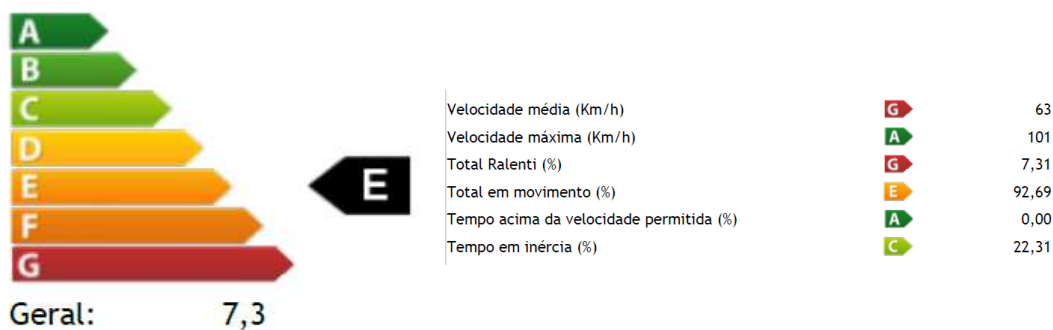 A
B
C
D
E
F
G
E
Geral: 7,3
Velocidade média (Km/h) G 63
Velocidade máxima (Km/h) A 101
Total Ralenti (%) G 7,31
Total em movimento (%) E 92,69
Tempo acima da velocidade permitida (%) A 0,00
Tempo em inércia (%) C 22,31